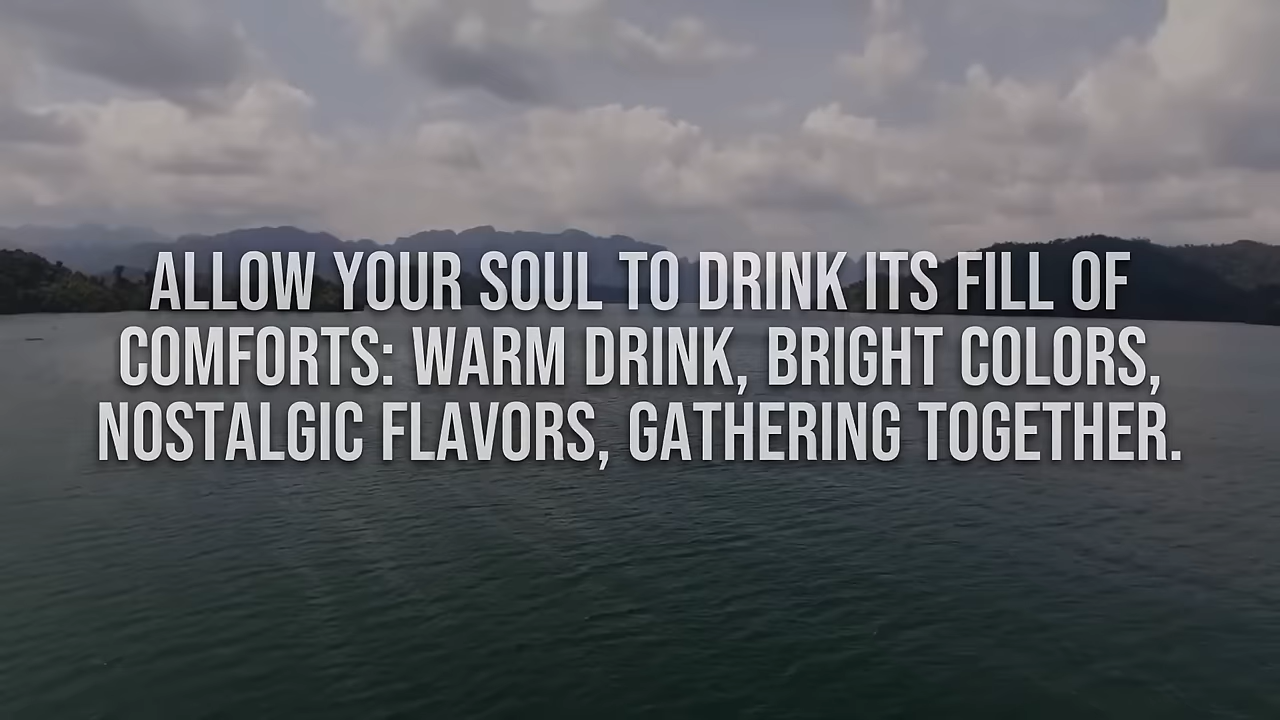 ALLOW YOUR SOUL TO DRINK ITS FILL OF
COMFORTS: WARM DRINK, BRIGHT COLORS,
NOSTALGIC FLAVORS, GATHERING TOGETHER.